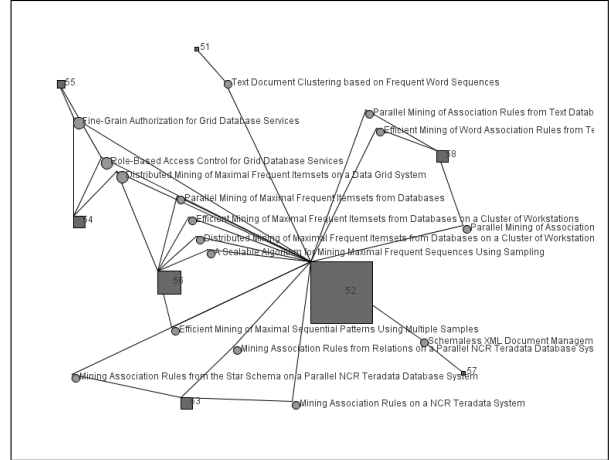 51
55
Text Document Clustering based on Frequent Word Sequences
Parallel Mining of Association Rules from Text Datab
Fine-Grain Authorization for Grid Database Services
Efficient Mining of Word Association Rules from Te
58
Role-Based Access Control for Grid Database Services
Distributed Mining of Maximal Frequent Itemsets on a Data Grid System
Parallel Mining of Maximal Frequent Itemsets from Databases
54
Efficient Mining of Maximal Frequent Itemsets from Databases on a Cluster of Workstations
Parallel Mining of Association
Distributed Mining of Maximal Frequent Itemsets from Databases on a Cluster of Workstation
A Scalable Algorithm for Mining Maximal Frequent Sequences Using Sampling
56
52
Efficient Mining of Maximal Sequential Patterns Using Multiple Samples
Schemaless XML Document Managem
Mining Association Rules from Relations on a Parallel NCR Teradata Database Sys
57
Mining Association Rules from the Star Schema on a Parallel NCR Teradata Database System
53
Mining Association Rules on a NCR Teradata System